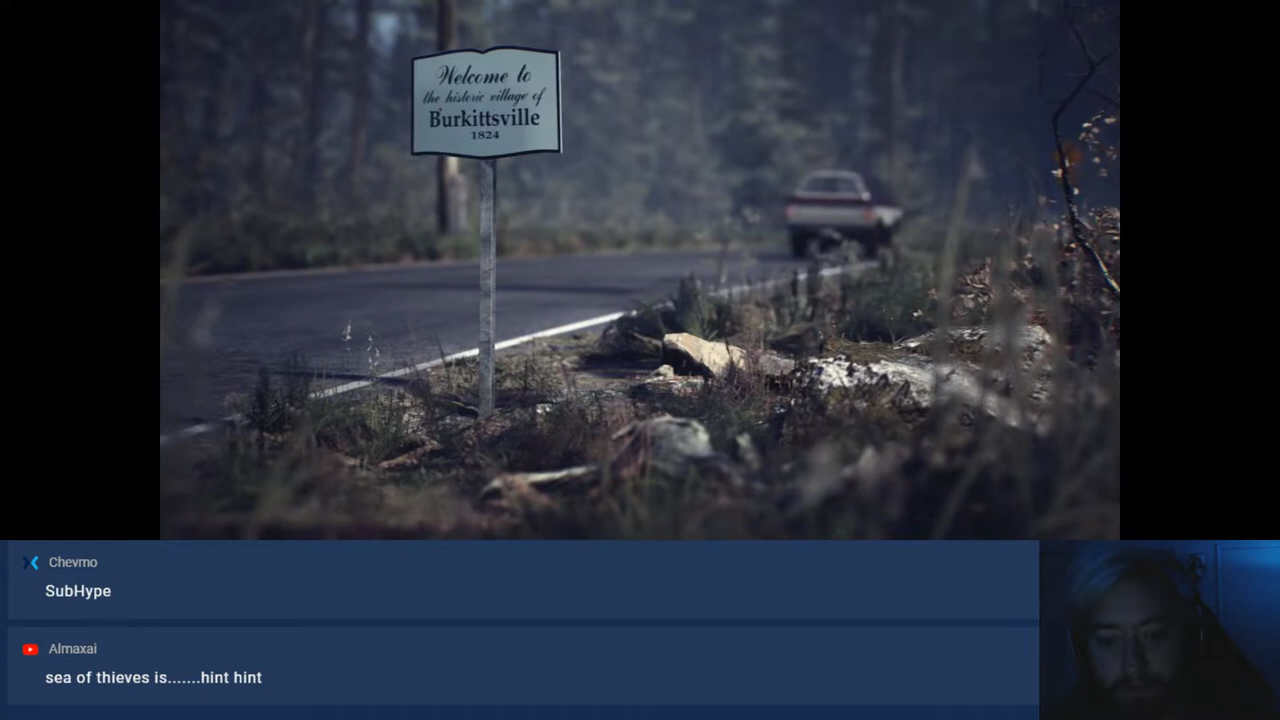 Welcome to
the historic village of
Burkittsville
1824
Chevmo
SubHype
Almaxai
sea of thieves is.......hint hint